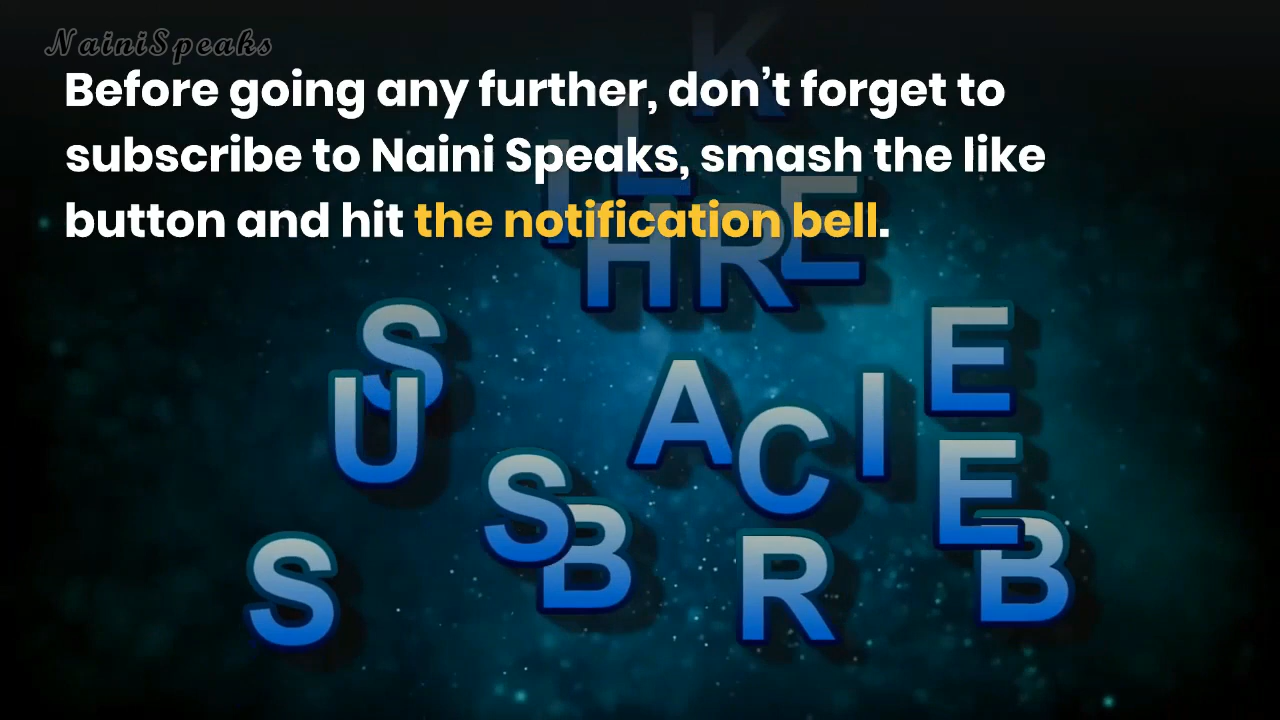 NainiSpeaks
Before going any further, don’t forget to
subscribe to Naini Speaks, smash the like
button and hit the notification bell.
K
L
I
E
H R
S
E
U
A
I
C
E
S
B
B
S
R